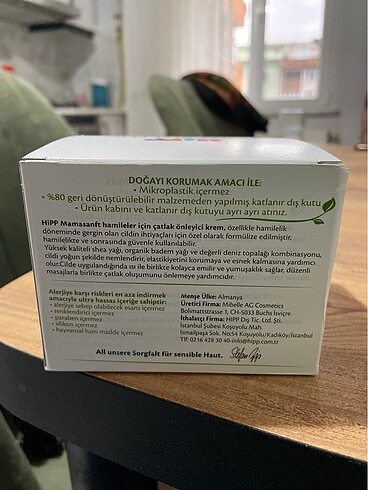 DOĞAYI KORUMAK AMACI İLE:
• Mikroplastik içermez
• %80 geri dönüştürülebilir malzemeden yapılmış katlanır dış kutu
• Ürün kabını ve katlanır dış kutuyu ayrı ayrı atınız.
HiPP Mamasanft hamileler için çatlak önleyici krem, özellikle hamilelik
döneminde gergin olan cildin ihtiyaçları için özel olarak formülize edilmiştir,
hamilelikte ve sonrasında güvenle kullanılabilir.
Yüksek kaliteli shea yağı, organik badem yağı ve değerli deniz topalağı kombinasyonu,
cildi yoğun şekilde nemlendirir, elastikiyetini korumaya ve esnek kalmasına yardımcı
olur.Cilde uygulandığında ısı ile birlikte kolayca emilir ve yumuşaklık sağlar, düzenli
masajlarla birlikte çatlak oluşumunu önlemeye yardımcıdır.
Alerjiye karşı riskleri en aza indirmek
amacıyla ultra hassas içeriğe sahiptir:
• alerjiye sebep olabilecek esans içermez
• renklendirici içermez
• paraben içermez
• silikon içermez
• hayvansal ham madde içermez
Menşe Ülke: Almanya
Üretici Firma: Mibelle AG Cosmetics
Bolimattstrasse 1, CH-5033 Buchs İsviçre
İthalatçı Firma: HiPP Dış Tic. Ltd. Şti.
İstanbul Şubesi Koşuyolu Mah.
İsmailpaşa Sok. No:54 Koşuyolu/Kadıköy/İstanbul
Tl: 0216 428 30 40-info@hipp.com.tr
All unsere Sorgfalt für sensible Haut.